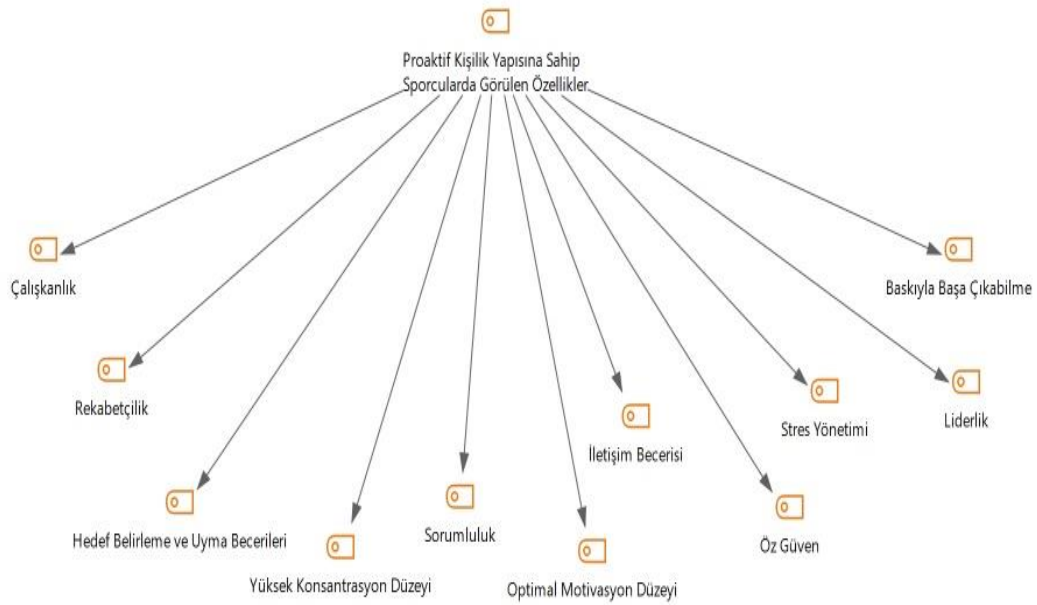 Proaktif Kişilik Yapısına Sahip
Sporcularda Görülen Özellikler
Çalışkanlık
Baskıyla Başa Çıkabilme
Rekabetçilik
Liderlik
Stres Yönetimi
İletişim Becerisi
Hedef Belirleme ve Uyma Becerileri
Sorumluluk
Öz Güven
Yüksek Konsantrasyon Düzeyi
Optimal Motivasyon Düzeyi